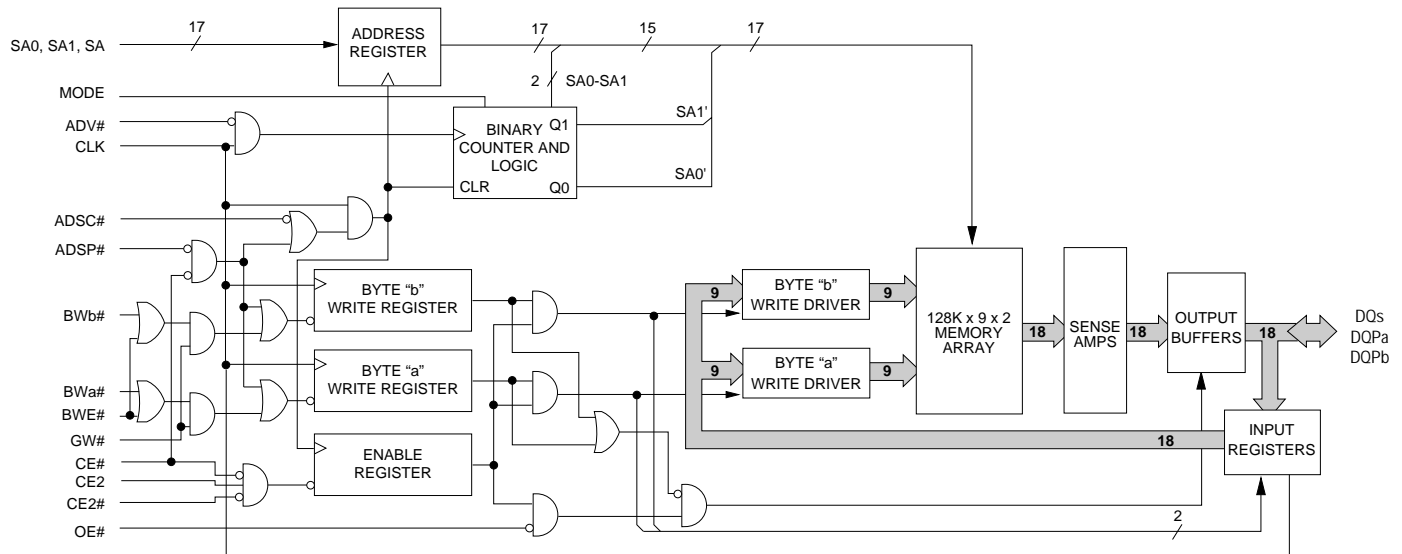 SA0, SA1, SA
17
ADDRESS
REGISTER
17
15
17
2
SA0-SA1
MODE
ADV#
CLK
BINARY
COUNTER AND
LOGIC
Q1
SA1'
CLR
Q0
SA0'
ADSC#
ADSP#
BYTE “b”
WRITE REGISTER
BWb#
BYTE “a”
WRITE REGISTER
BWa#
BWE#
GW#
CE#
CE2
CE2#
OE#
ENABLE
REGISTER
9
BYTE “b”
WRITE DRIVER
9
9
BYTE “a”
WRITE DRIVER
9
128K x 9 x 2
MEMORY
ARRAY
18
SENSE
AMPS
18
OUTPUT
BUFFERS
18
DQs
DQPa
DQPb
18
INPUT
REGISTERS
2